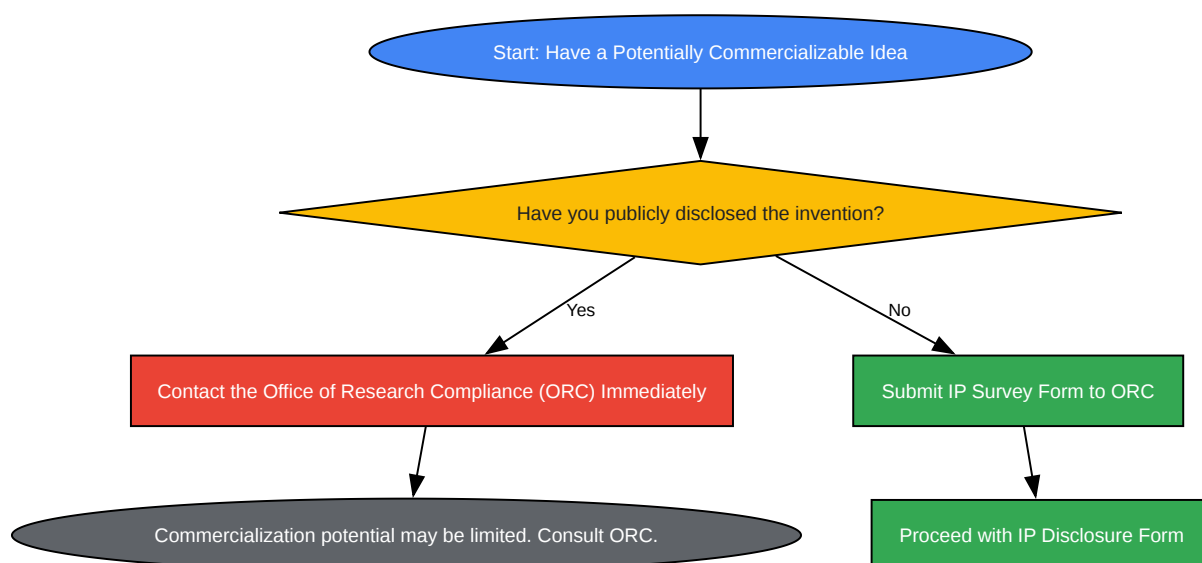 Start: Have a Potentially Commercializable Idea
Have you publicly disclosed the invention?
Yes
No
Contact the Office of Research Compliance (ORC) Immediately
Submit IP Survey Form to ORC
Commercialization potential may be limited. Consult ORC.
Proceed with IP Disclosure Form